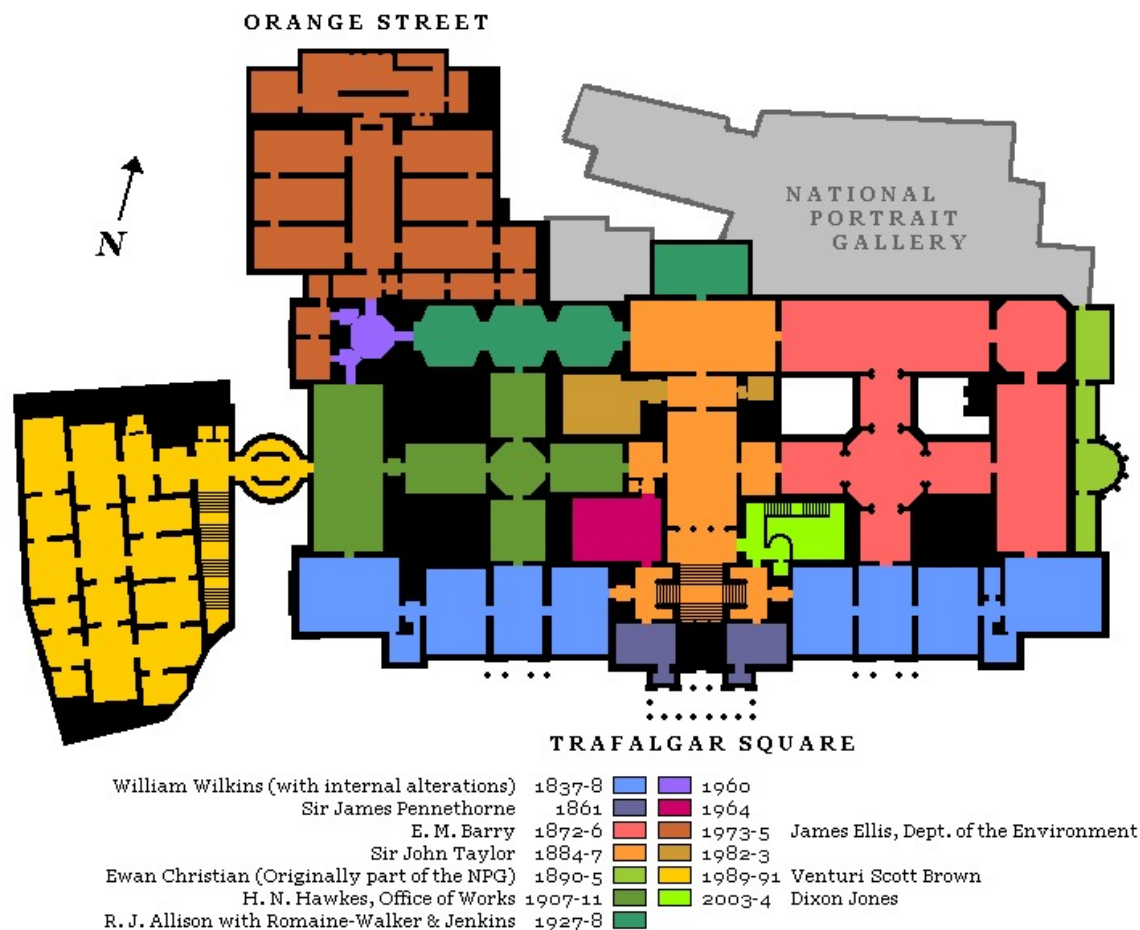 ORANGE STREET
N
NATIONAL
PORTRAIT
GALLERY
TRAFALGAR SQUARE
William Wilkins (with internal alterations) 1837-8
Sir James Pennethorne 1861
E. M. Barry 1872-6
Sir John Taylor 1884-7
Ewan Christian (Originally part of the NPG) 1890-5
H. N. Hawkes, Office of Works 1907-11
R. J. Allison with Romaine-Walker & Jenkins 1927-8
1960
1964
1973-5 James Ellis, Dept. of the Environment
1982-3
1989-91 Venturi Scott Brown
2003-4 Dixon Jones